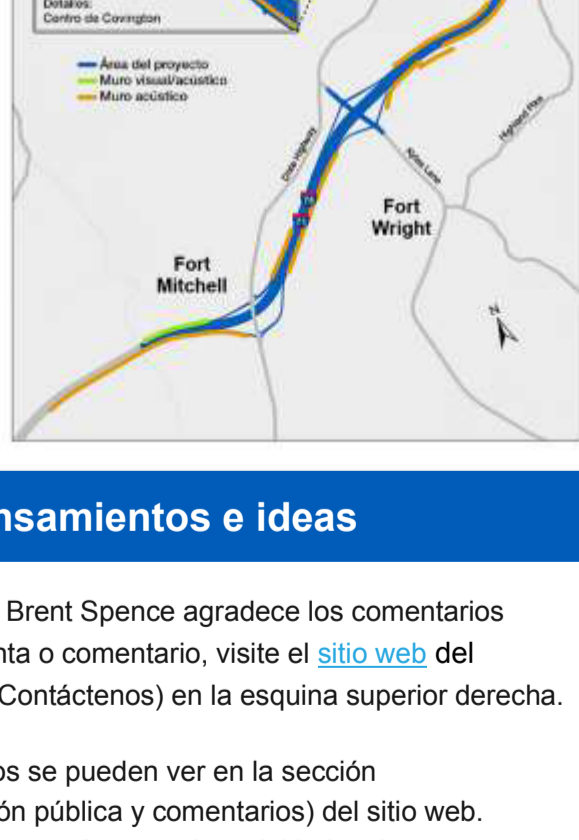 Detalles:
Centro de Covington
Área del proyecto
Muro visual/acústico
Muro acústico
Dixie Highway
Kyles Lane
Highland Pike
Fort
Wright
Fort
Mitchell
N
nsamientos e ideas
Brent Spence agradece los comentarios
nta o comentario, visite el sitio web del
(Contáctenos) en la esquina superior derecha.
os se pueden ver en la sección
ón pública y comentarios) del sitio web.